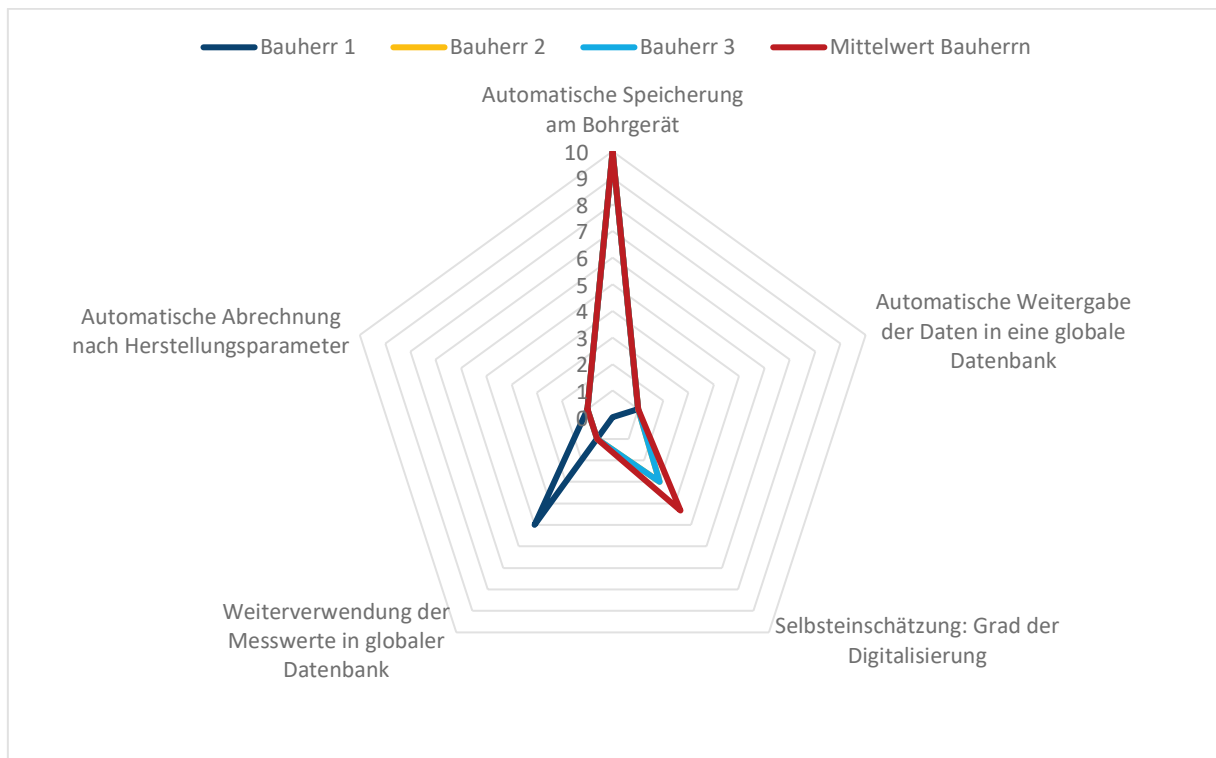 Bauherr 1 Bauherr 2 Bauherr 3 Mittelwert Bauherrn
Automatische Speicherung
am Bohrgerät
10
9
8
7
6
5
4
3
2
1
0
Automatische Weitergabe
der Daten in eine globale
Datenbank
Selbsteinschätzung: Grad der
Digitalisierung
Weiterverwendung der
Messwerte in globaler
Datenbank
Automatische Abrechnung
nach Herstellungsparameter